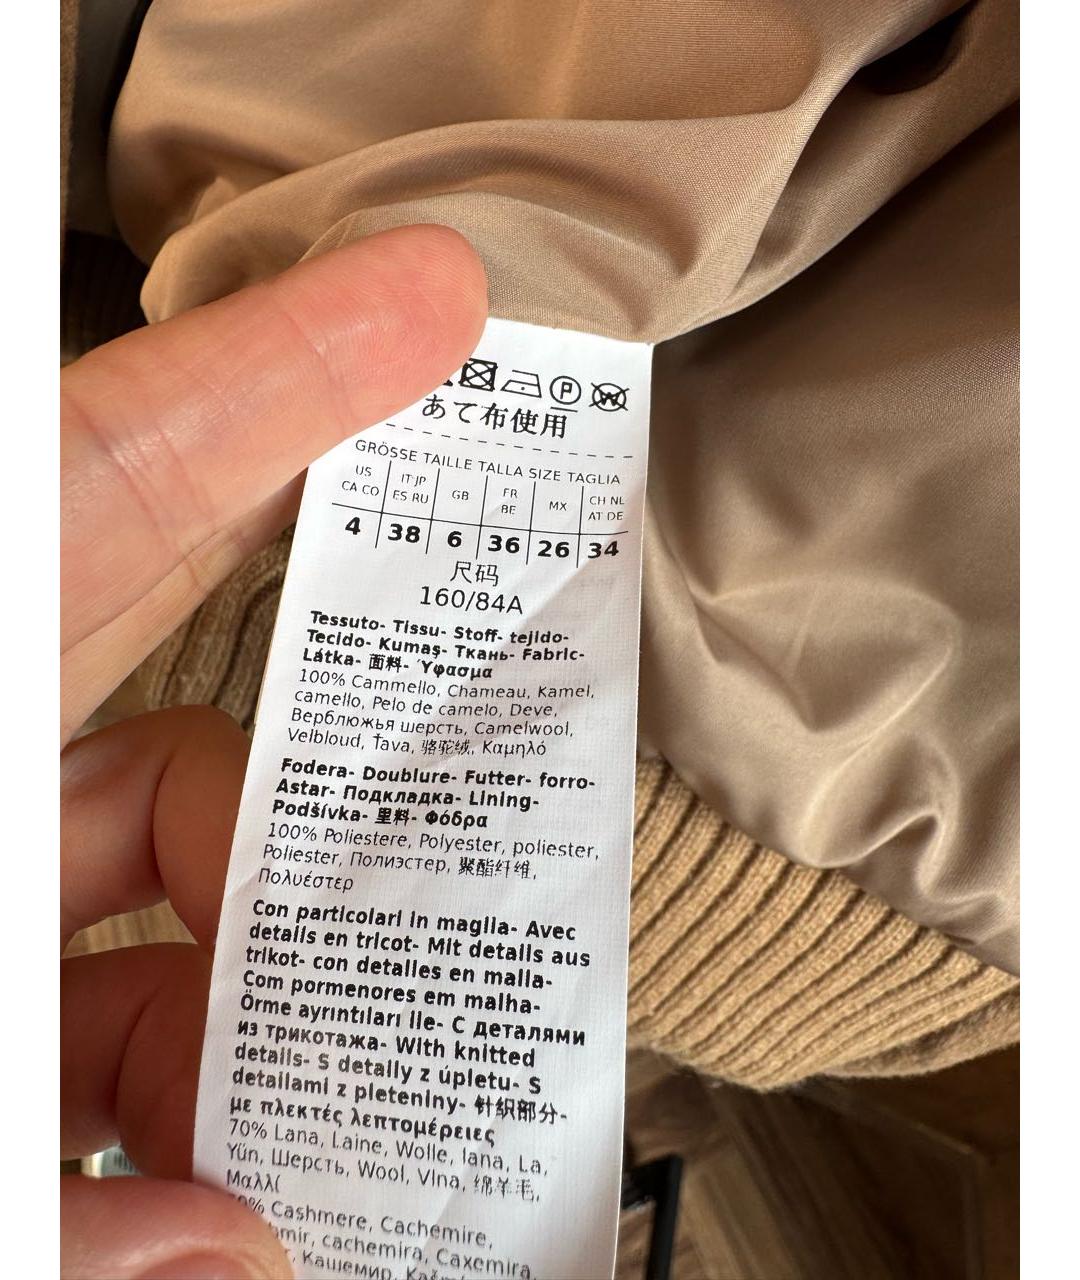 P W
あて布使用
GRÖSSE TAILLE TALLA SIZE TAGLIA
US CA CO | IT JP ES RU | GB | FR BE | MX | CH NL AT DE
4 | 38 | 6 | 36 | 26 | 34
尺码
160/84A
Tessuto- Tissu- Stoff- tejido-
Tecido- Kumaş- Ткань- Fabric-
Látka- 面料- Ύφασμα
100% Cammello, Chameau, Kamel,
camello, Pelo de camelo, Deve,
Верблюжья шерсть, Camelwool,
Velbloud, Ťava, 骆驼绒, Καμηλό
Fodera- Doublure- Futter- forro-
Astar- Подкладка- Lining-
Podšívka- 里料- Φόδρα
100% Poliestere, Polyester, poliester,
Poliester, Полиэстер, 聚酯纤维,
Πολυέστερ
Con particolari in maglia- Avec
details en tricot- Mit details aus
trikot- con detalles en malla-
Com pormenores em malha-
Örme ayrıntıları ile- С деталями
из трикотажа- With knitted
details- S detaily z úpletu- S
detailami z pleteniny- 针织部分-
με πλεκτές λεπτομέρειες
70% Lana, Laine, Wolle, lana, La,
Yün, Шерсть, Wool, Vlna, 绵羊毛,
Μαλλί
% Cashmere, Cachemire,
cachemira, Caxemira,
Кашемир,